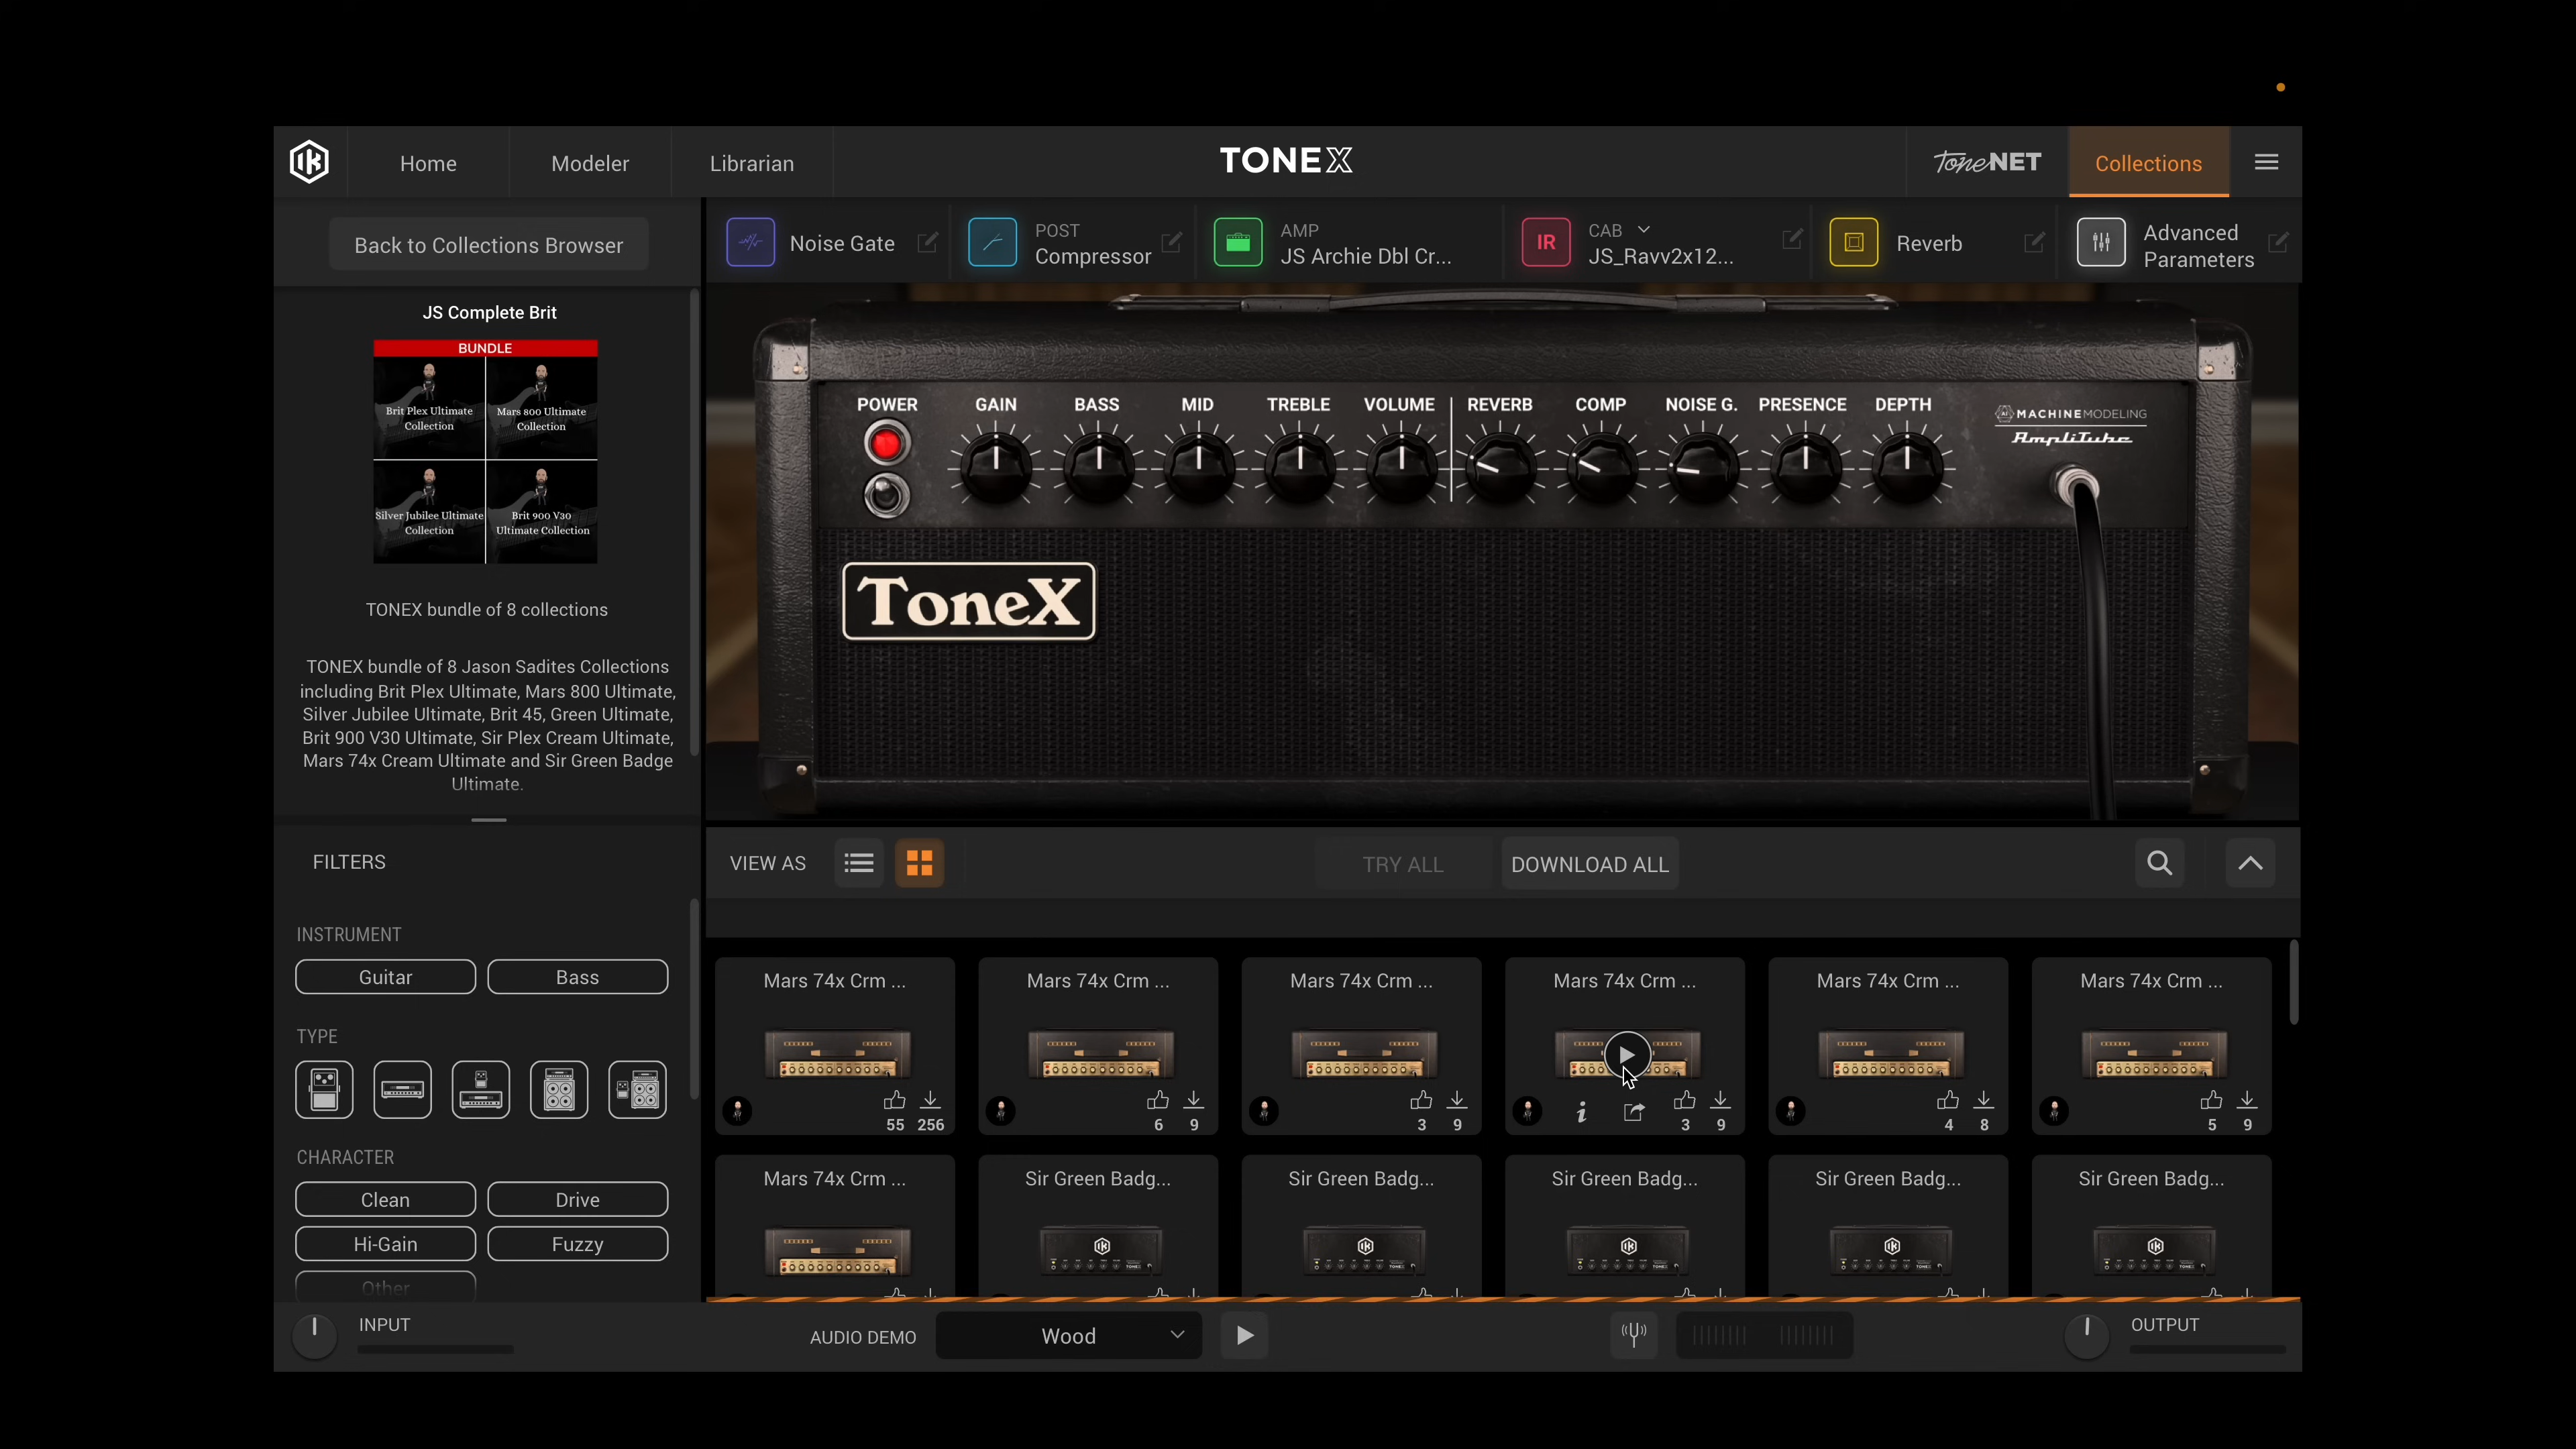 Home
Modeler
Librarian
TONEX
ToneNET
Collections
Back to Collections Browser
Noise Gate
POST
Compressor
AMP
JS Archie Dbl Cr...
IR
CAB
JS_Ravv2x12...
Reverb
Advanced
Parameters
JS Complete Brit
BUNDLE
Brit Plex Ultimate
Collection
Mars 800 Ultimate
Collection
Silver Jubilee Ultimate
Collection
Brit 900 V30
Ultimate Collection
TONEX bundle of 8 collections
TONEX bundle of 8 Jason Sadites Collections
including Brit Plex Ultimate, Mars 800 Ultimate,
Silver Jubilee Ultimate, Brit 45, Green Ultimate,
Brit 900 V30 Ultimate, Sir Plex Cream Ultimate,
Mars 74x Cream Ultimate and Sir Green Badge
Ultimate.
POWER GAIN BASS MID TREBLE VOLUME REVERB COMP NOISE G. PRESENCE DEPTH
MACHINEMODELING
AmpliTube
ToneX
VIEW AS
TRY ALL
DOWNLOAD ALL
FILTERS
INSTRUMENT
Guitar
Bass
TYPE
CHARACTER
Clean
Drive
Hi-Gain
Fuzzy
Other
Mars 74x Crm ...
55 256
Mars 74x Crm ...
6 9
Mars 74x Crm ...
3 9
Mars 74x Crm ...
3 9
Mars 74x Crm ...
4 8
Mars 74x Crm ...
5 9
Mars 74x Crm ...
Sir Green Badg...
Sir Green Badg...
Sir Green Badg...
Sir Green Badg...
Sir Green Badg...
INPUT
AUDIO DEMO
Wood
OUTPUT